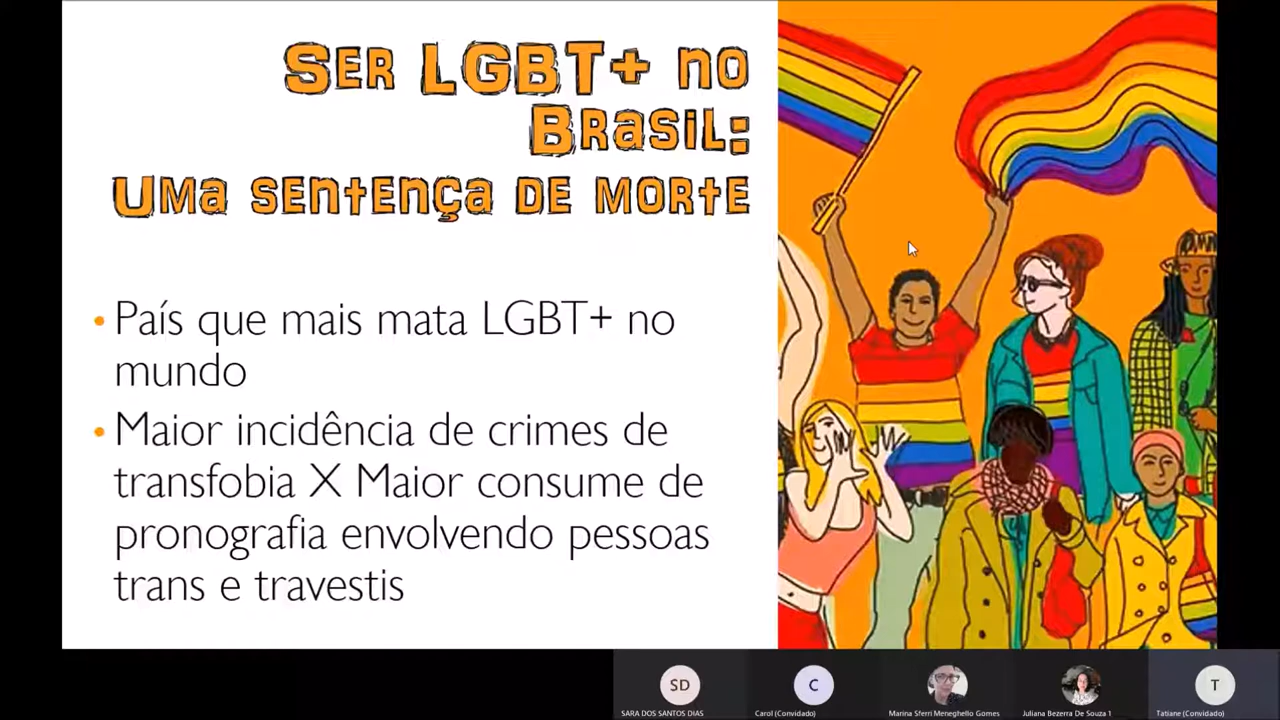 SER LGBT+ NO
BRASIL:
UMA SENTENÇA DE MORTE
• País que mais mata LGBT+ no
mundo
• Maior incidência de crimes de
transfobia X Maior consume de
pronografia envolvendo pessoas
trans e travestis
SD
C
T
SARA DOS SANTOS DIAS
Carol (Convidado)
Marina Sferri Meneghello Gomes
Juliana Bezerra De Souza 1
Tatiane (Convidado)